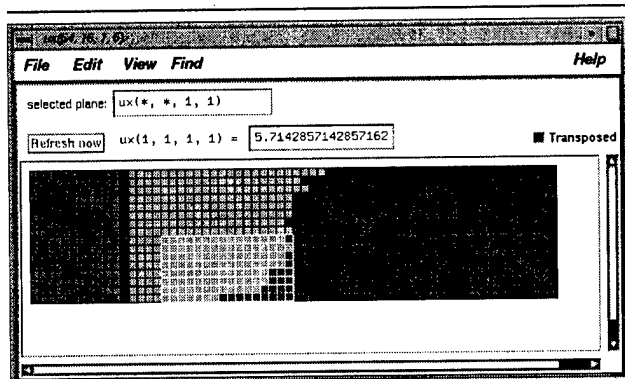 File Edit View Find Help
selected plane: ux(*, *, 1, 1)
Refresh now ux(1, 1, 1, 1) = 5.7142857142857162
Transposed